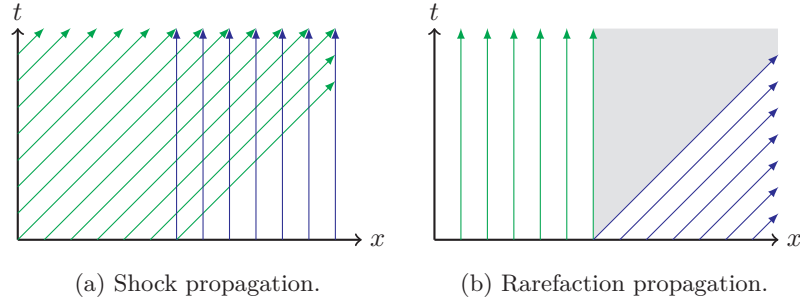 t
x
(a) Shock propagation.
t
x
(b) Rarefaction propagation.